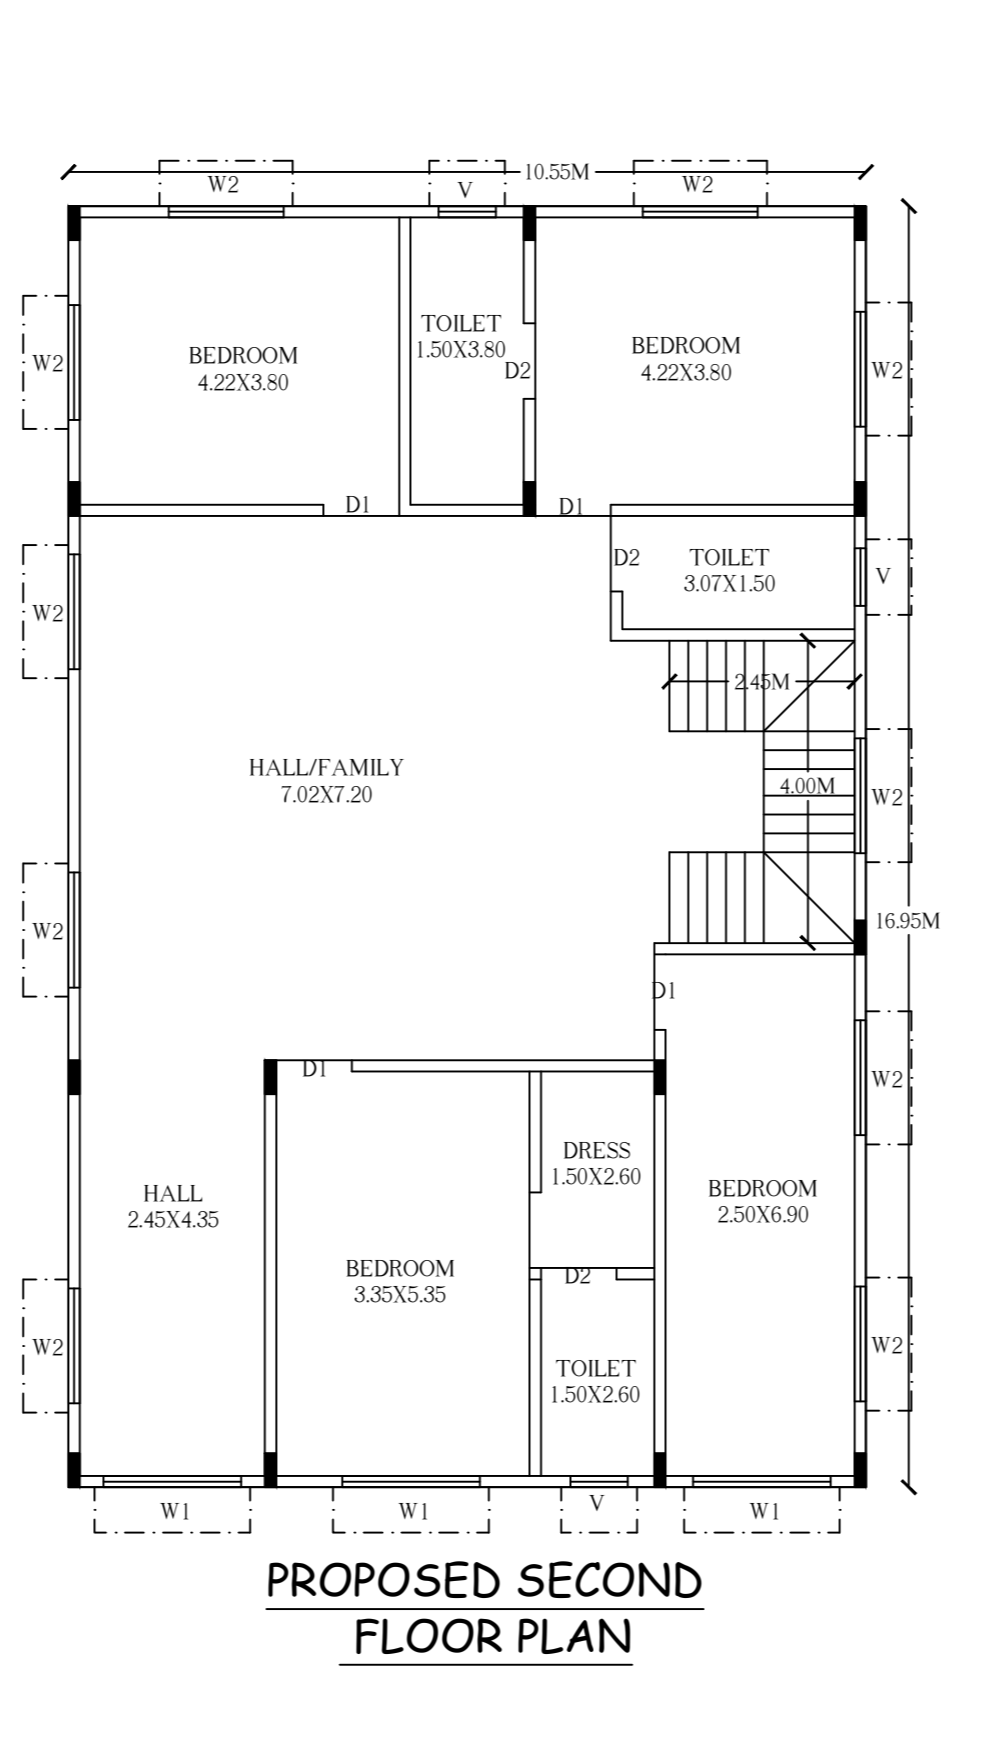 10.55M
W2
V
W2
W2
BEDROOM
4.22X3.80
TOILET
1.50X3.80
D2
BEDROOM
4.22X3.80
W2
D1
D1
W2
D2
TOILET
3.07X1.50
V
2.45M
HALL/FAMILY
7.02X7.20
4.00M
W2
W2
16.95M
D1
D1
W2
DRESS
1.50X2.60
HALL
2.45X4.35
BEDROOM
2.50X6.90
BEDROOM
3.35X5.35
D2
W2
TOILET
1.50X2.60
W2
W1
W1
V
W1
PROPOSED SECOND
FLOOR PLAN